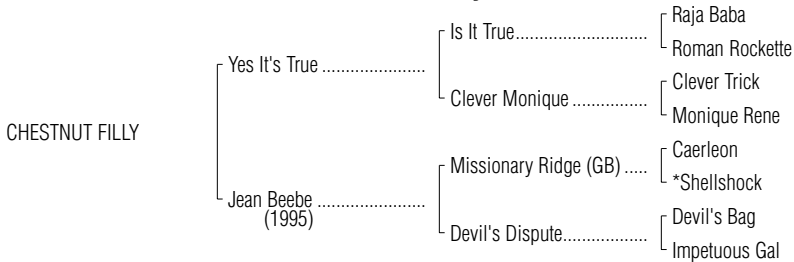 Raja Baba
Is It True............................
Roman Rockette
Yes It's True ......................
Clever Trick
Clever Monique ................
Monique Rene
CHESTNUT FILLY
Caerleon
Missionary Ridge (GB) .....
*Shellshock
Jean Beebe .......................
(1995)
Devil's Bag
Devil's Dispute..................
Impetuous Gal